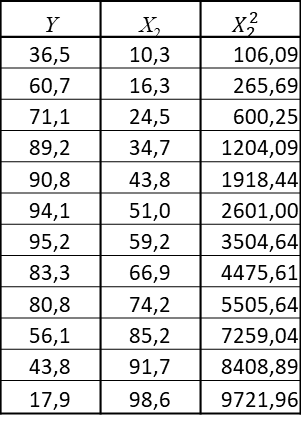 Y X₂ X₂²
36,5 10,3 106,09
60,7 16,3 265,69
71,1 24,5 600,25
89,2 34,7 1204,09
90,8 43,8 1918,44
94,1 51,0 2601,00
95,2 59,2 3504,64
83,3 66,9 4475,61
80,8 74,2 5505,64
56,1 85,2 7259,04
43,8 91,7 8408,89
17,9 98,6 9721,96